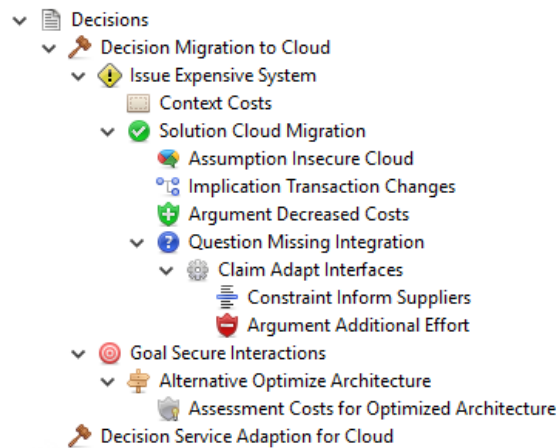 Decisions
Decision Migration to Cloud
Issue Expensive System
Context Costs
Solution Cloud Migration
Assumption Insecure Cloud
Implication Transaction Changes
Argument Decreased Costs
Question Missing Integration
Claim Adapt Interfaces
Constraint Inform Suppliers
Argument Additional Effort
Goal Secure Interactions
Alternative Optimize Architecture
Assessment Costs for Optimized Architecture
Decision Service Adaption for Cloud